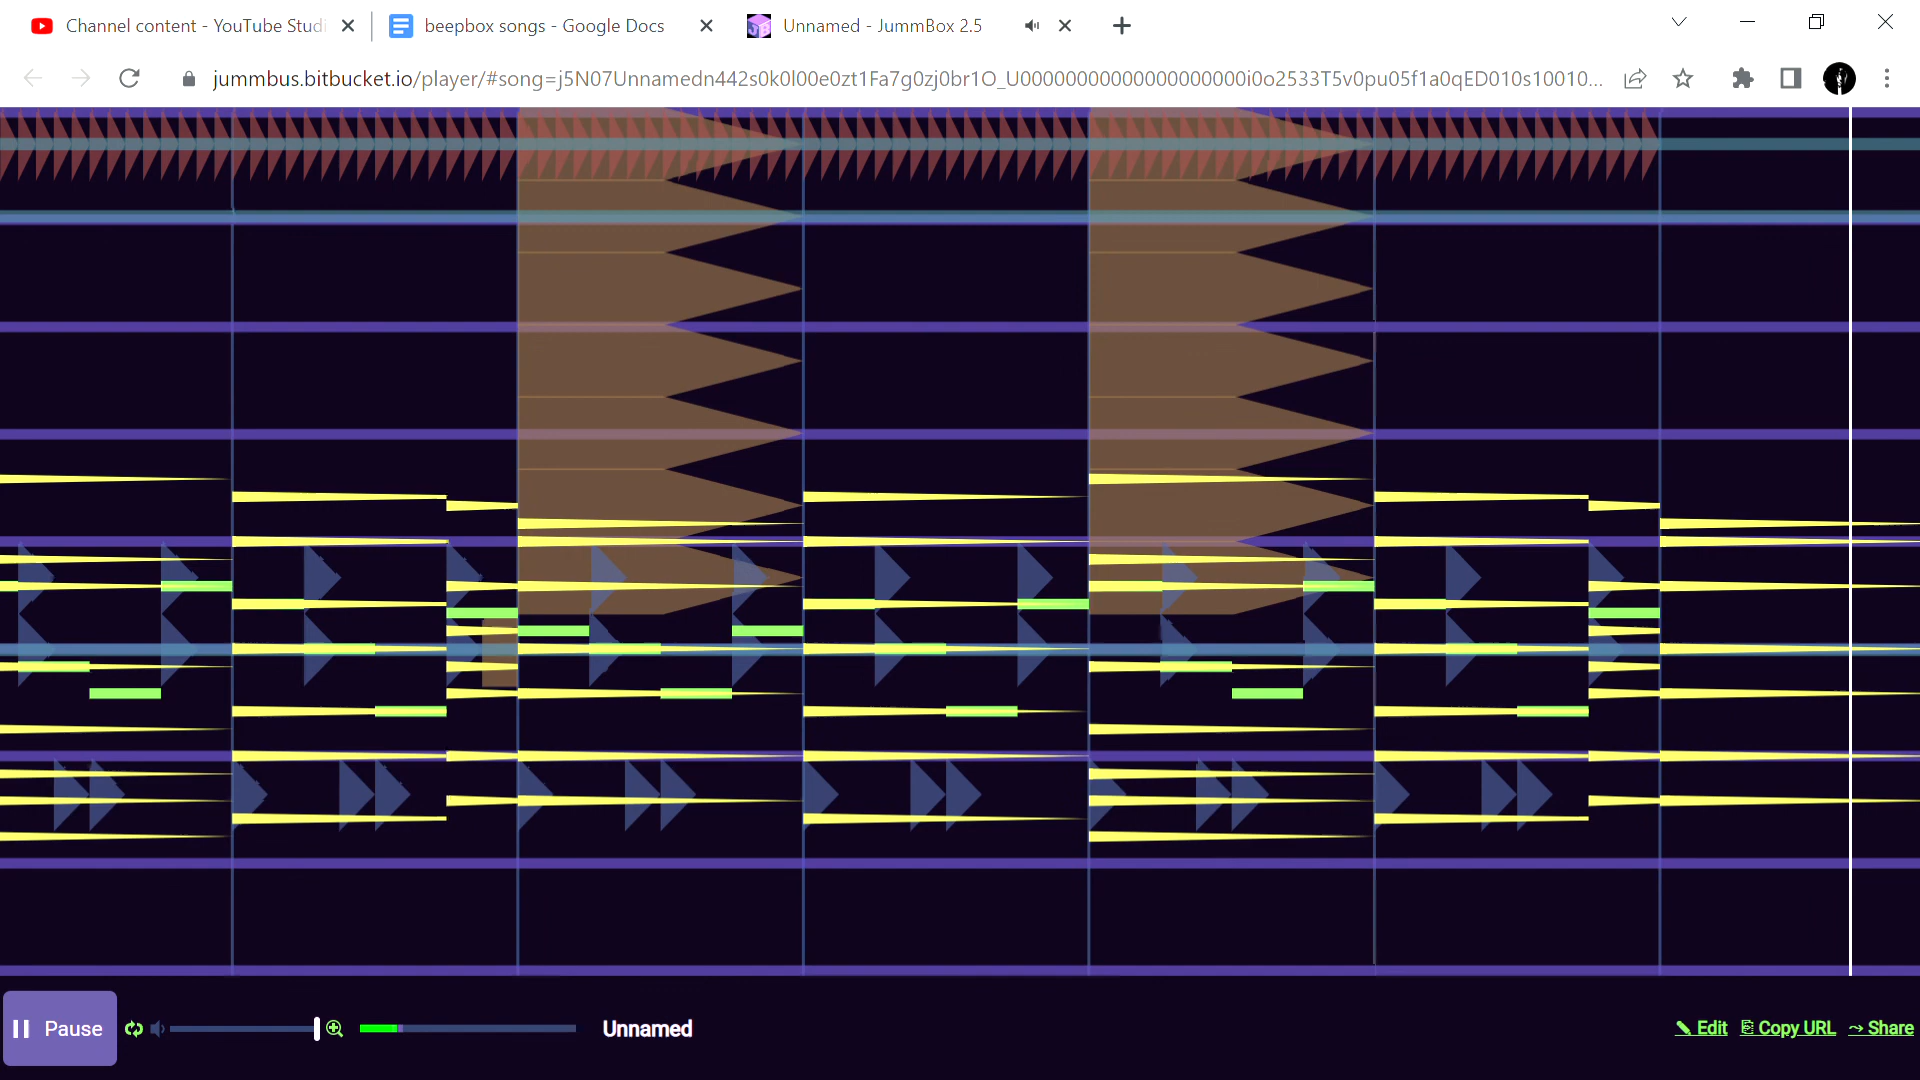 Channel content - YouTube Studi
beepbox songs - Google Docs
Unnamed - JummBox 2.5
jummbus.bitbucket.io/player/#song=j5N07Unnamedn442s0k0l00e0zt1Fa7g0zj0br1O_U00000000000000000000i0o2533T5v0pu05f1a0qED010s10010...
Pause
Unnamed
Edit
Copy URL
Share